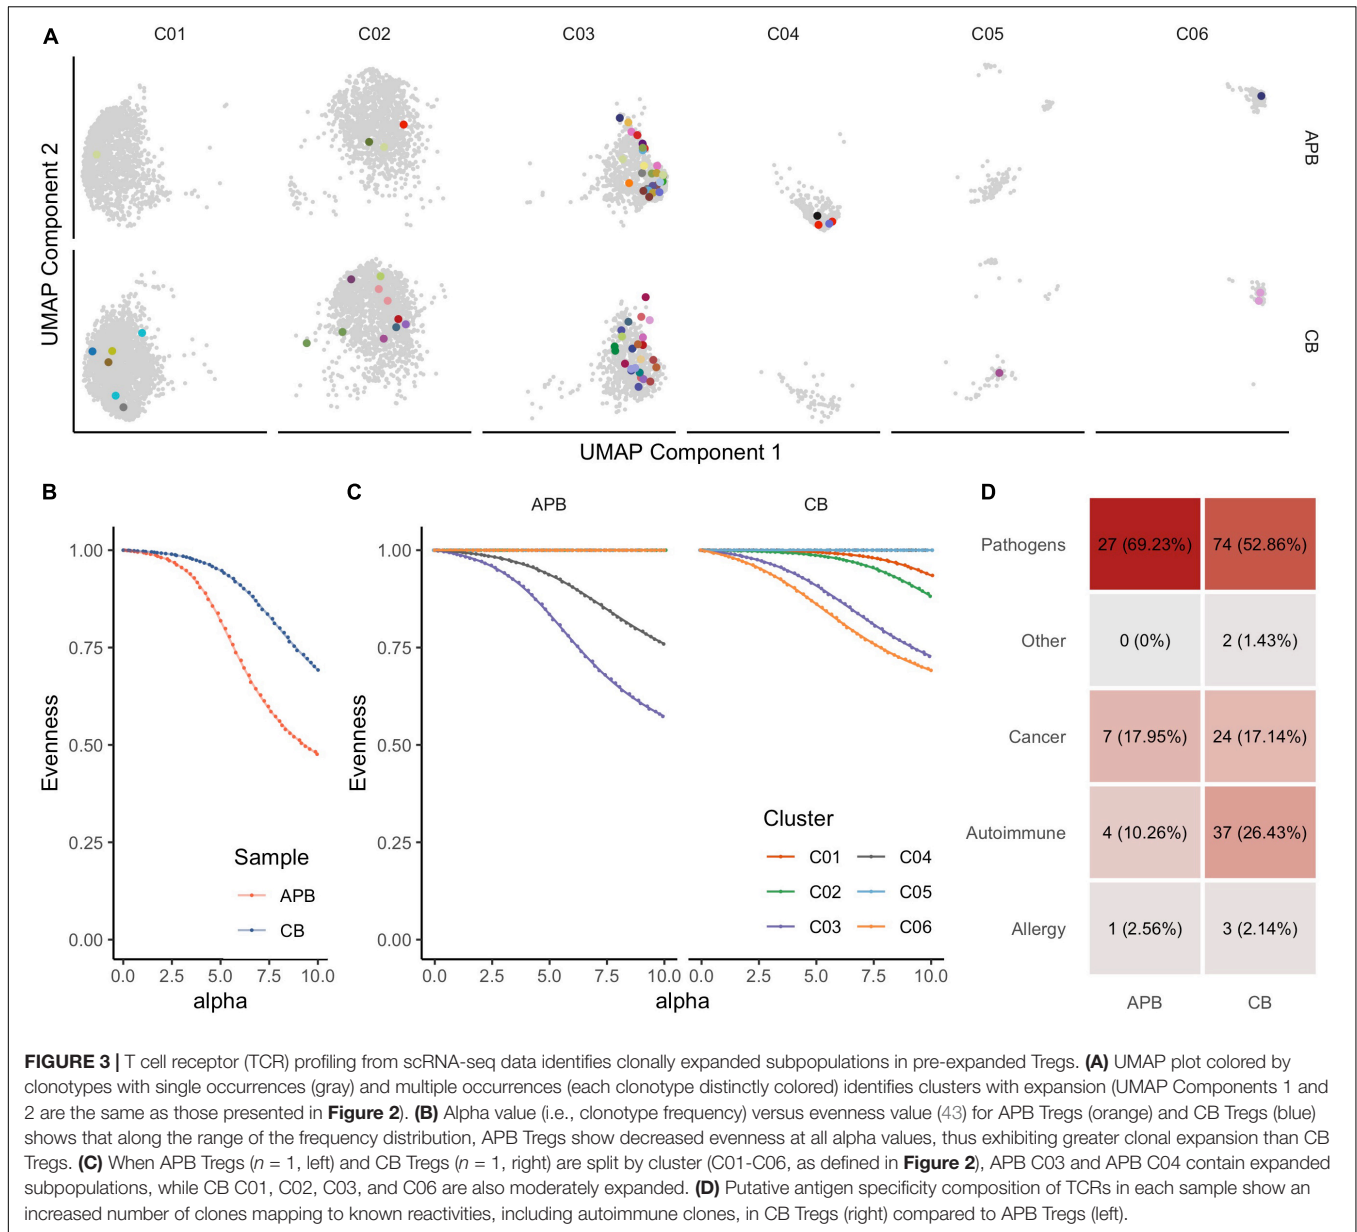 A
C01 C02 C03 C04 C05 C06
UMAP Component 2
APB
CB
UMAP Component 1
B
1.00
0.75
0.50
0.25
0.00
Evenness
0.0 2.5 5.0 7.5 10.0
alpha
Sample
APB
CB
C
APB CB
1.00
0.75
0.50
0.25
0.00
Evenness
0.0 2.5 5.0 7.5 10.0 0.0 2.5 5.0 7.5 10.0
alpha
Cluster
C01 C04
C02 C05
C03 C06
D
Pathogens 27 (69.23%) 74 (52.86%)
Other 0 (0%) 2 (1.43%)
Cancer 7 (17.95%) 24 (17.14%)
Autoimmune 4 (10.26%) 37 (26.43%)
Allergy 1 (2.56%) 3 (2.14%)
APB CB
FIGURE 3 | T cell receptor (TCR) profiling from scRNA-seq data identifies clonally expanded subpopulations in pre-expanded Tregs. (A) UMAP plot colored by
clonotypes with single occurrences (gray) and multiple occurrences (each clonotype distinctly colored) identifies clusters with expansion (UMAP Components 1 and
2 are the same as those presented in Figure 2). (B) Alpha value (i.e., clonotype frequency) versus evenness value (43) for APB Tregs (orange) and CB Tregs (blue)
shows that along the range of the frequency distribution, APB Tregs show decreased evenness at all alpha values, thus exhibiting greater clonal expansion than CB
Tregs. (C) When APB Tregs (n = 1, left) and CB Tregs (n = 1, right) are split by cluster (C01-C06, as defined in Figure 2), APB C03 and APB C04 contain expanded
subpopulations, while CB C01, C02, C03, and C06 are also moderately expanded. (D) Putative antigen specificity composition of TCRs in each sample show an
increased number of clones mapping to known reactivities, including autoimmune clones, in CB Tregs (right) compared to APB Tregs (left).